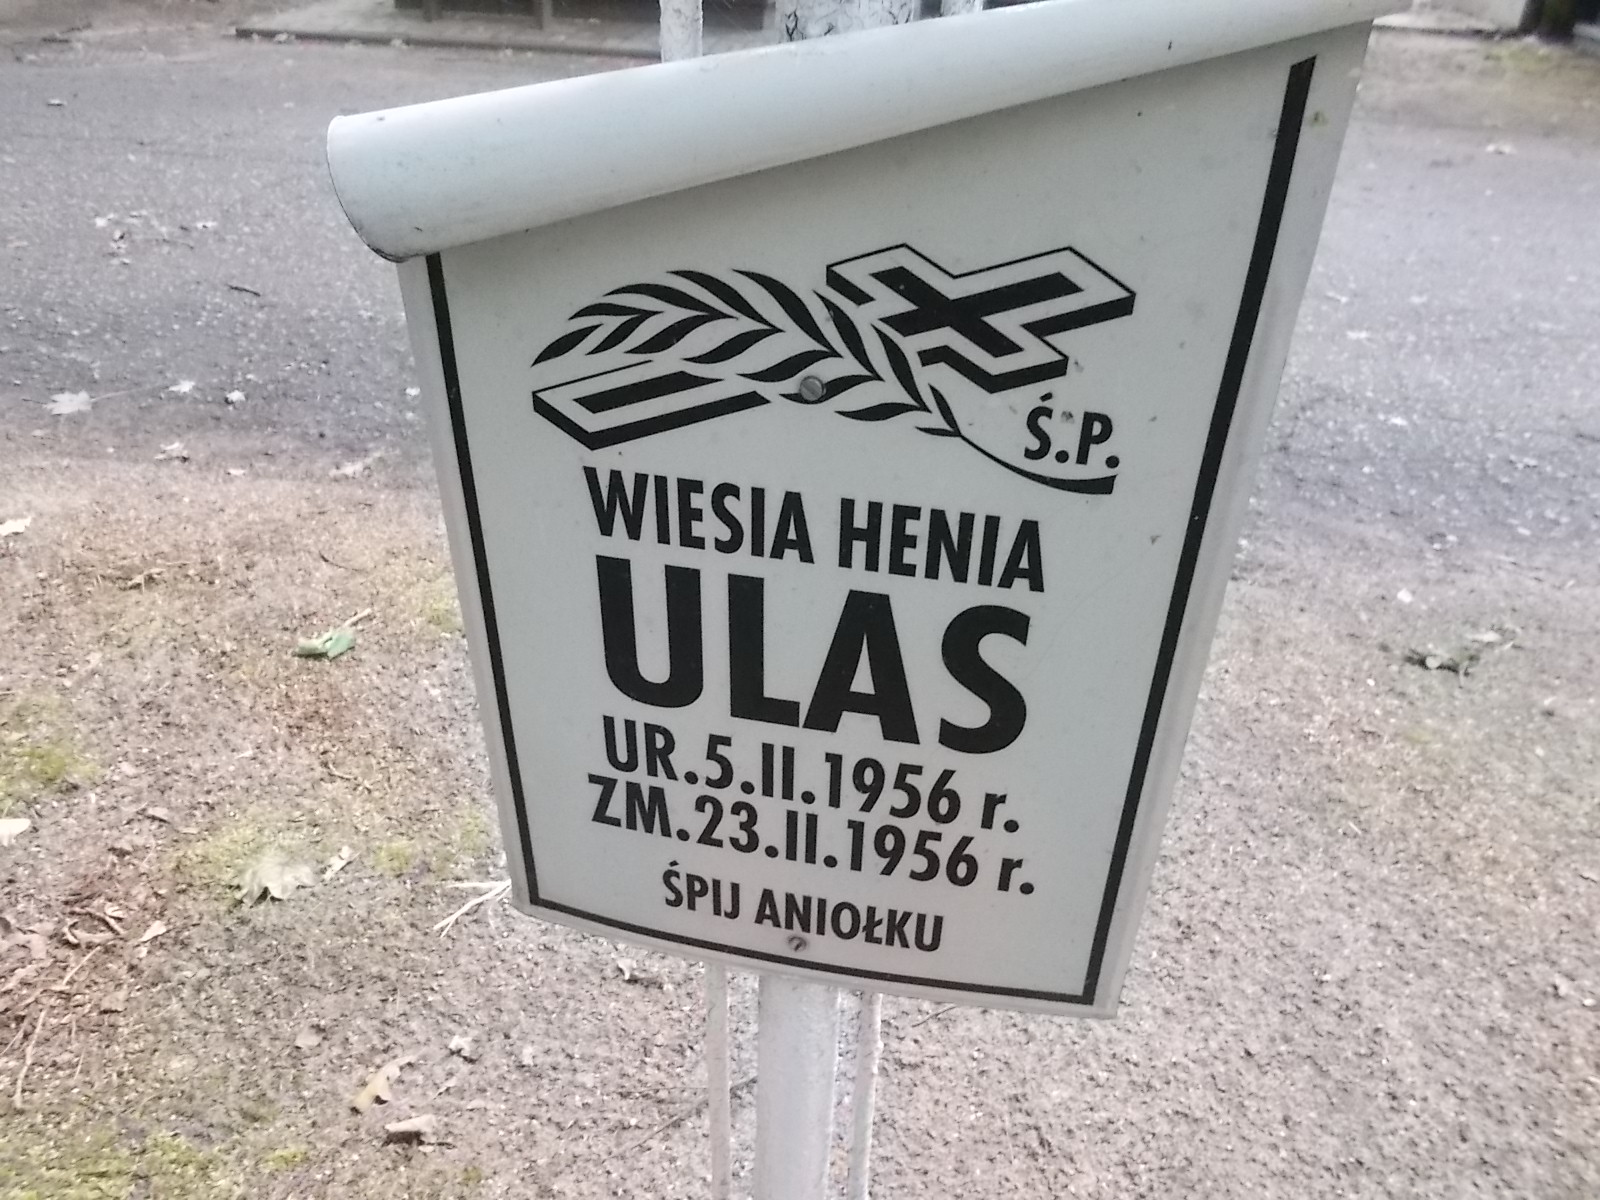 Ś.P.
WIESIA HENIA
ULAS
UR.5.II.1956 r.
ZM.23.II.1956 r.
ŚPIJ ANIOŁKU